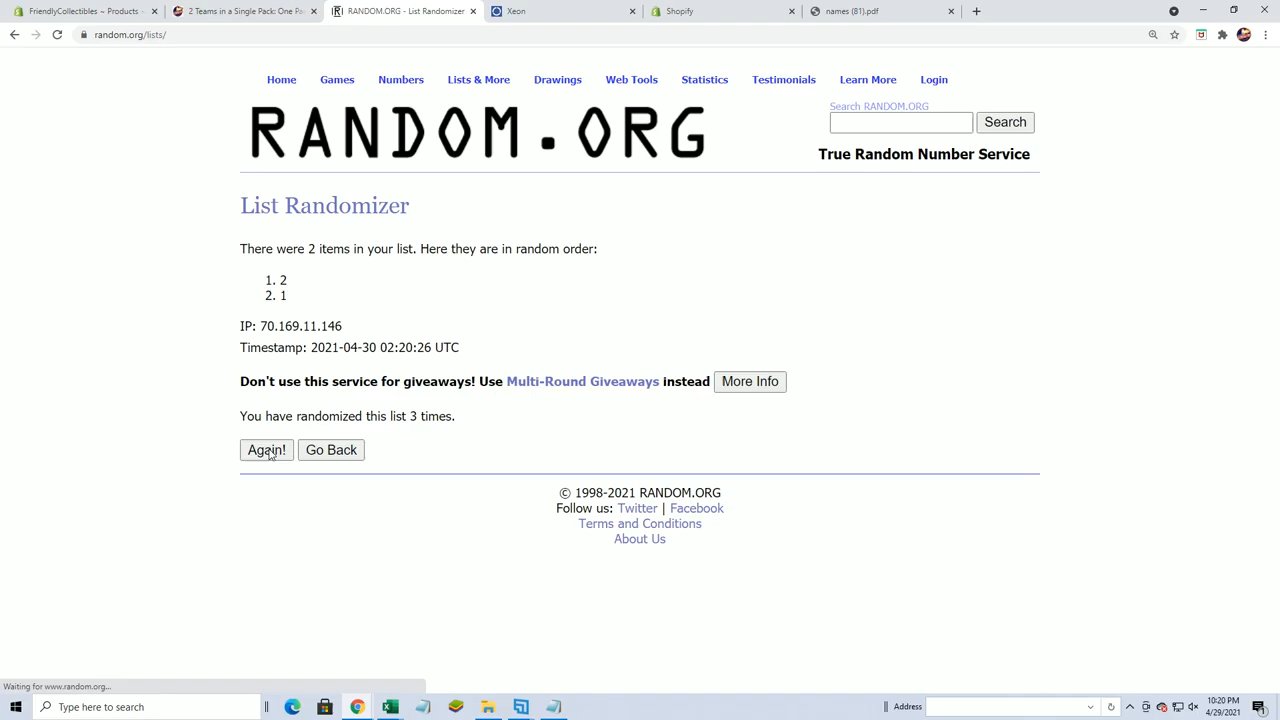 FriendlyCollectibles ~ Products ~
2 Teams in a Single Pack: One Pa
RANDOM.ORG - List Randomizer
Xeon
Shopify
names (81).pdf
random.org/lists/
Home Games Numbers Lists & More Drawings Web Tools Statistics Testimonials Learn More Login
RANDOM.ORG
Search RANDOM.ORG
Search
True Random Number Service
List Randomizer
There were 2 items in your list. Here they are in random order:
1. 2
2. 1
IP: 70.169.11.146
Timestamp: 2021-04-30 02:20:26 UTC
Don't use this service for giveaways! Use Multi-Round Giveaways instead More Info
You have randomized this list 3 times.
Again! Go Back
© 1998-2021 RANDOM.ORG
Follow us: Twitter | Facebook
Terms and Conditions
About Us
Waiting for www.random.org...
Type here to search
Address
10:20 PM
4/29/2021